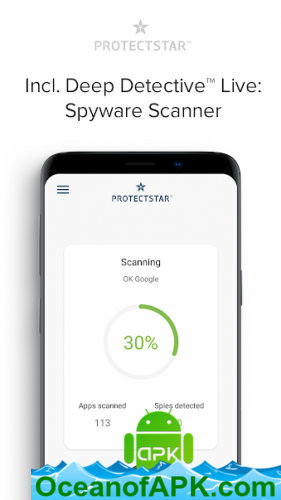 PROTECTSTAR™
Incl. Deep Detective™ Live:
Spyware Scanner
PROTECTSTAR™
Scanning
OK Google
30%
Apps scanned Spies detected
113 0
apk
OceanofAPK.com